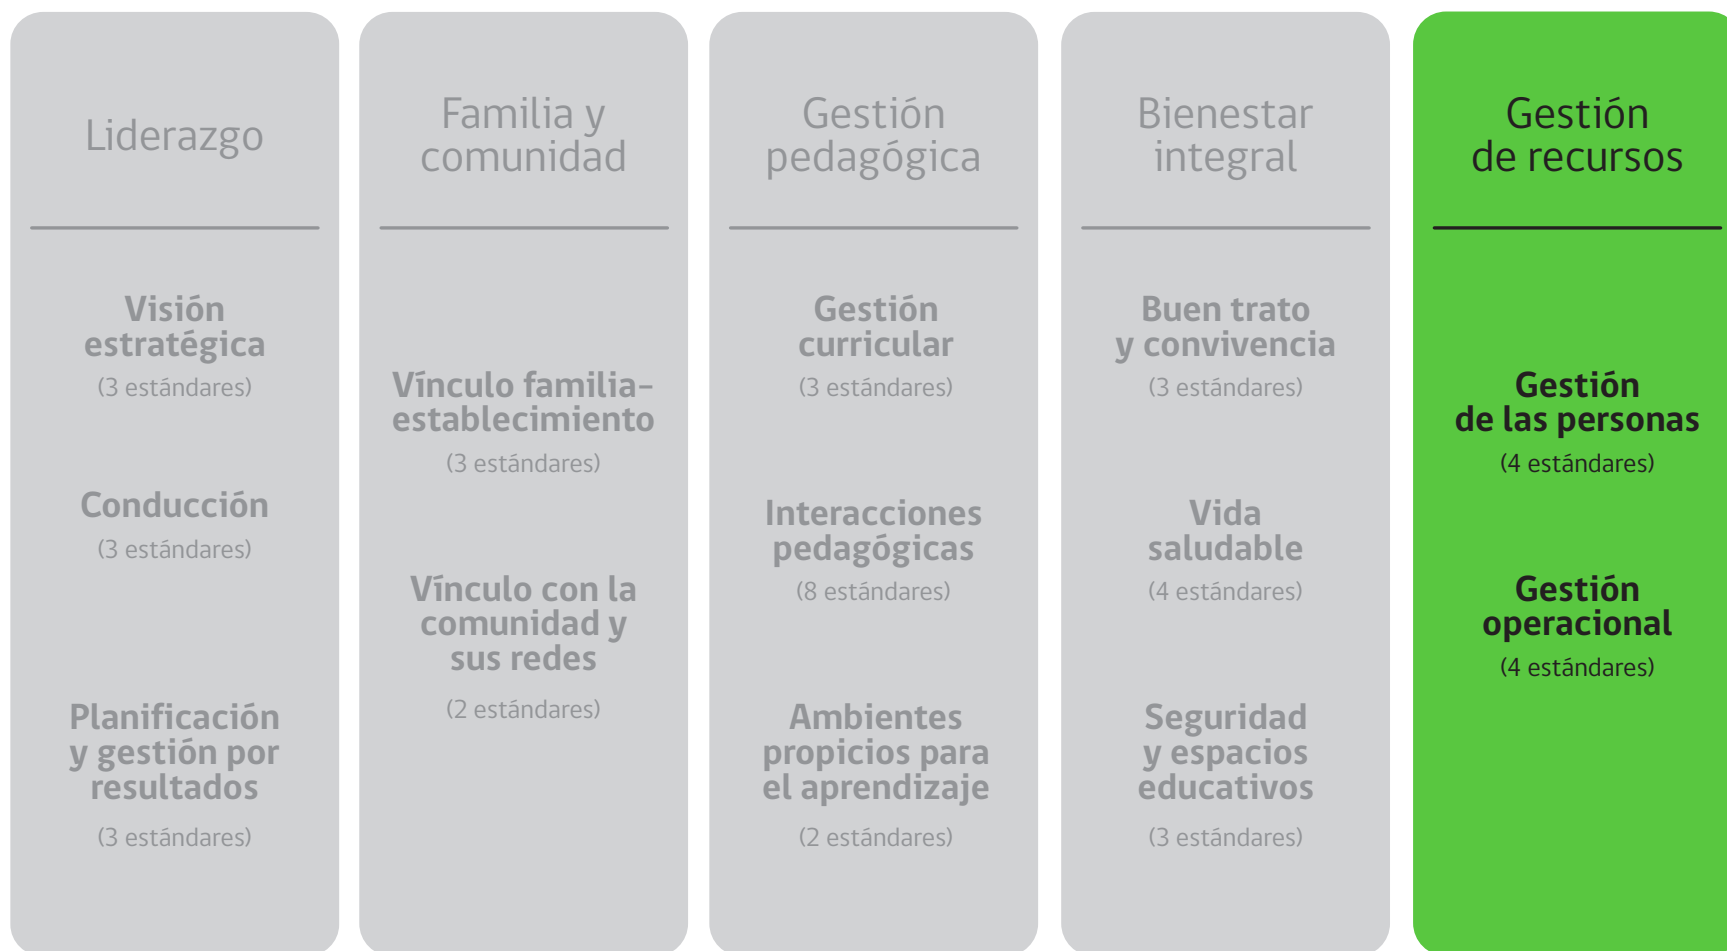 Liderazgo
Visión
estratégica
(3 estándares)
Conducción
(3 estándares)
Planificación
y gestión por
resultados
(3 estándares)
Familia y
comunidad
Vínculo familia–
establecimiento
(3 estándares)
Vínculo con la
comunidad y
sus redes
(2 estándares)
Gestión
pedagógica
Gestión
curricular
(3 estándares)
Interacciones
pedagógicas
(8 estándares)
Ambientes
propicios para
el aprendizaje
(2 estándares)
Bienestar
integral
Buen trato
y convivencia
(3 estándares)
Vida
saludable
(4 estándares)
Seguridad
y espacios
educativos
(3 estándares)
Gestión
de recursos
Gestión
de las personas
(4 estándares)
Gestión
operacional
(4 estándares)